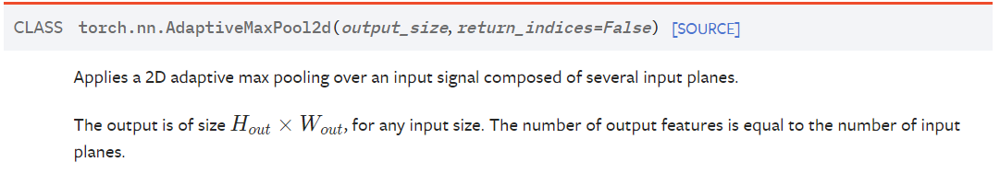 CLASS torch.nn.AdaptiveMaxPool2d(output_size, return_indices=False) [SOURCE]
Applies a 2D adaptive max pooling over an input signal composed of several input planes.
The output is of size H_{out} × W_{out}, for any input size. The number of output features is equal to the number of input
planes.